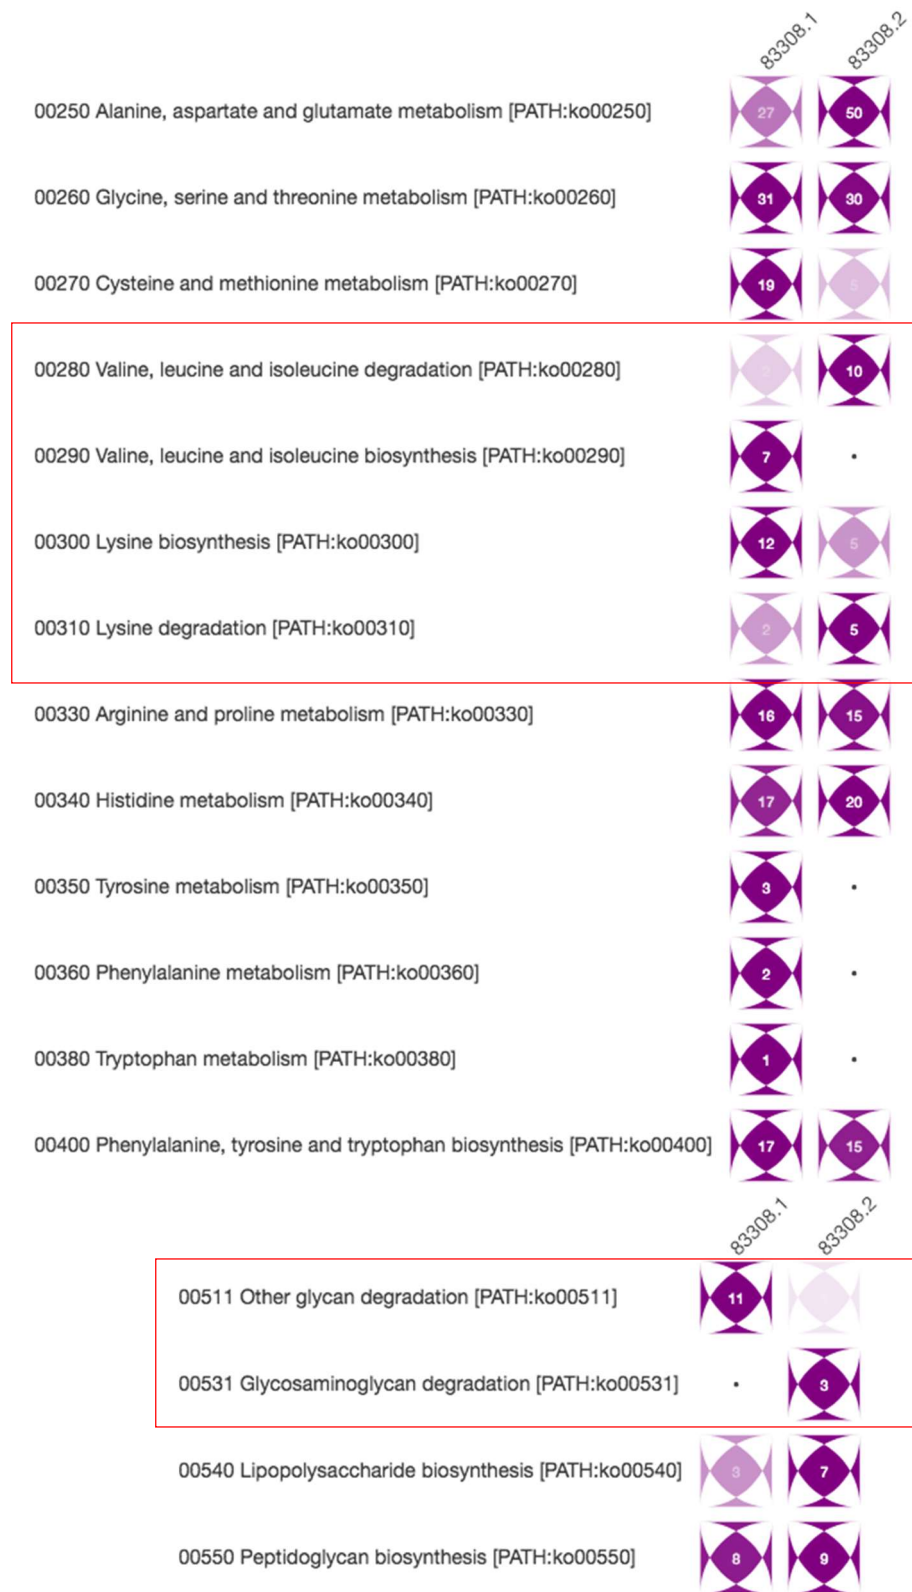 83308.1 83308.2
00250 Alanine, aspartate and glutamate metabolism [PATH:ko00250] 27 50
00260 Glycine, serine and threonine metabolism [PATH:ko00260] 31 30
00270 Cysteine and methionine metabolism [PATH:ko00270] 19 5
00280 Valine, leucine and isoleucine degradation [PATH:ko00280] 10
00290 Valine, leucine and isoleucine biosynthesis [PATH:ko00290] 7
00300 Lysine biosynthesis [PATH:ko00300] 12 5
00310 Lysine degradation [PATH:ko00310] 2 5
00330 Arginine and proline metabolism [PATH:ko00330] 16 15
00340 Histidine metabolism [PATH:ko00340] 17 20
00350 Tyrosine metabolism [PATH:ko00350] 3
00360 Phenylalanine metabolism [PATH:ko00360] 2
00380 Tryptophan metabolism [PATH:ko00380] 1
00400 Phenylalanine, tyrosine and tryptophan biosynthesis [PATH:ko00400] 17 15
83308.1 83308.2
00511 Other glycan degradation [PATH:ko00511] 11
00531 Glycosaminoglycan degradation [PATH:ko00531] 3
00540 Lipopolysaccharide biosynthesis [PATH:ko00540] 3 7
00550 Peptidoglycan biosynthesis [PATH:ko00550] 8 9